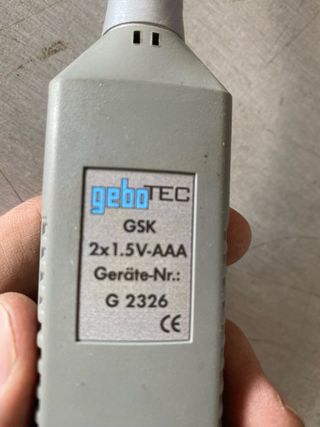 geboTEC
GSK
2x1.5V-AAA
Geräte-Nr.:
G 2326
CE